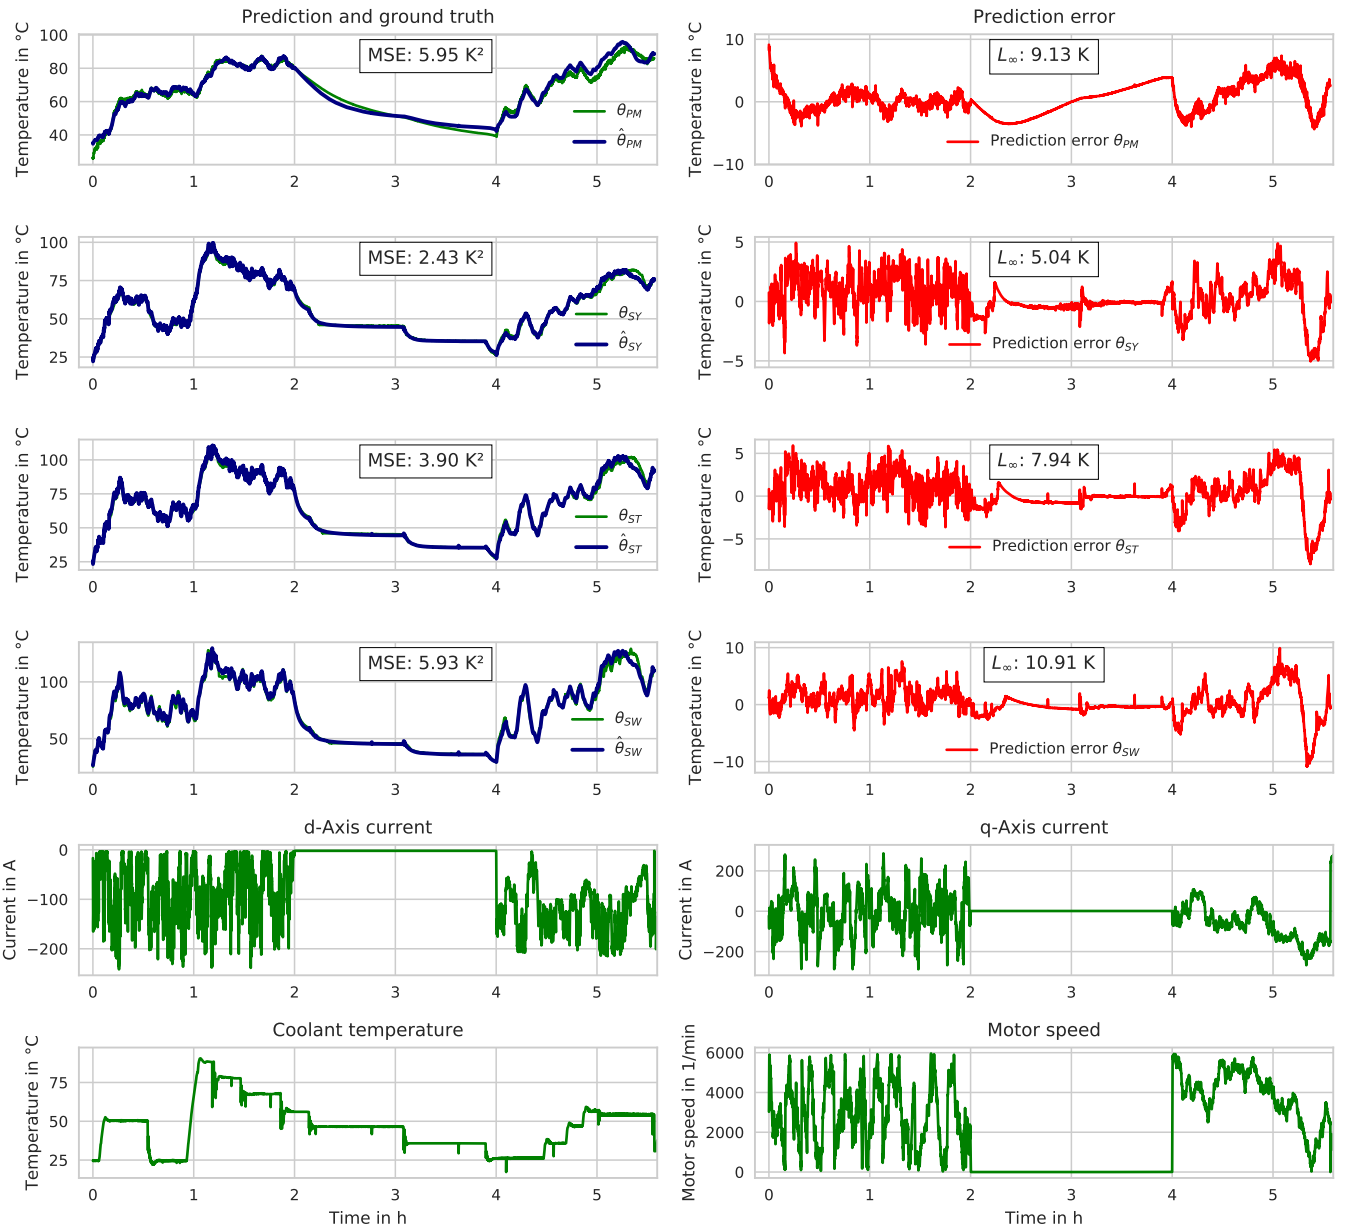 Prediction and ground truth
Temperature in °C
100
80
60
40
MSE: 5.95 K²
θPM
θ̂PM
0 1 2 3 4 5
Prediction error
Temperature in °C
10
0
−10
L∞: 9.13 K
Prediction error θPM
0 1 2 3 4 5
Temperature in °C
100
75
50
25
MSE: 2.43 K²
θSY
θ̂SY
0 1 2 3 4 5
Temperature in °C
5
0
−5
L∞: 5.04 K
Prediction error θSY
0 1 2 3 4 5
Temperature in °C
100
75
50
25
MSE: 3.90 K²
θST
θ̂ST
0 1 2 3 4 5
Temperature in °C
5
0
−5
L∞: 7.94 K
Prediction error θST
0 1 2 3 4 5
Temperature in °C
100
50
MSE: 5.93 K²
θSW
θ̂SW
0 1 2 3 4 5
Temperature in °C
10
0
−10
L∞: 10.91 K
Prediction error θSW
0 1 2 3 4 5
d-Axis current
Current in A
0
−100
−200
0 1 2 3 4 5
q-Axis current
Current in A
200
0
−200
0 1 2 3 4 5
Coolant temperature
Temperature in °C
75
50
25
0 1 2 3 4 5
Time in h
Motor speed
Motor speed in 1/min
6000
4000
2000
0
0 1 2 3 4 5
Time in h